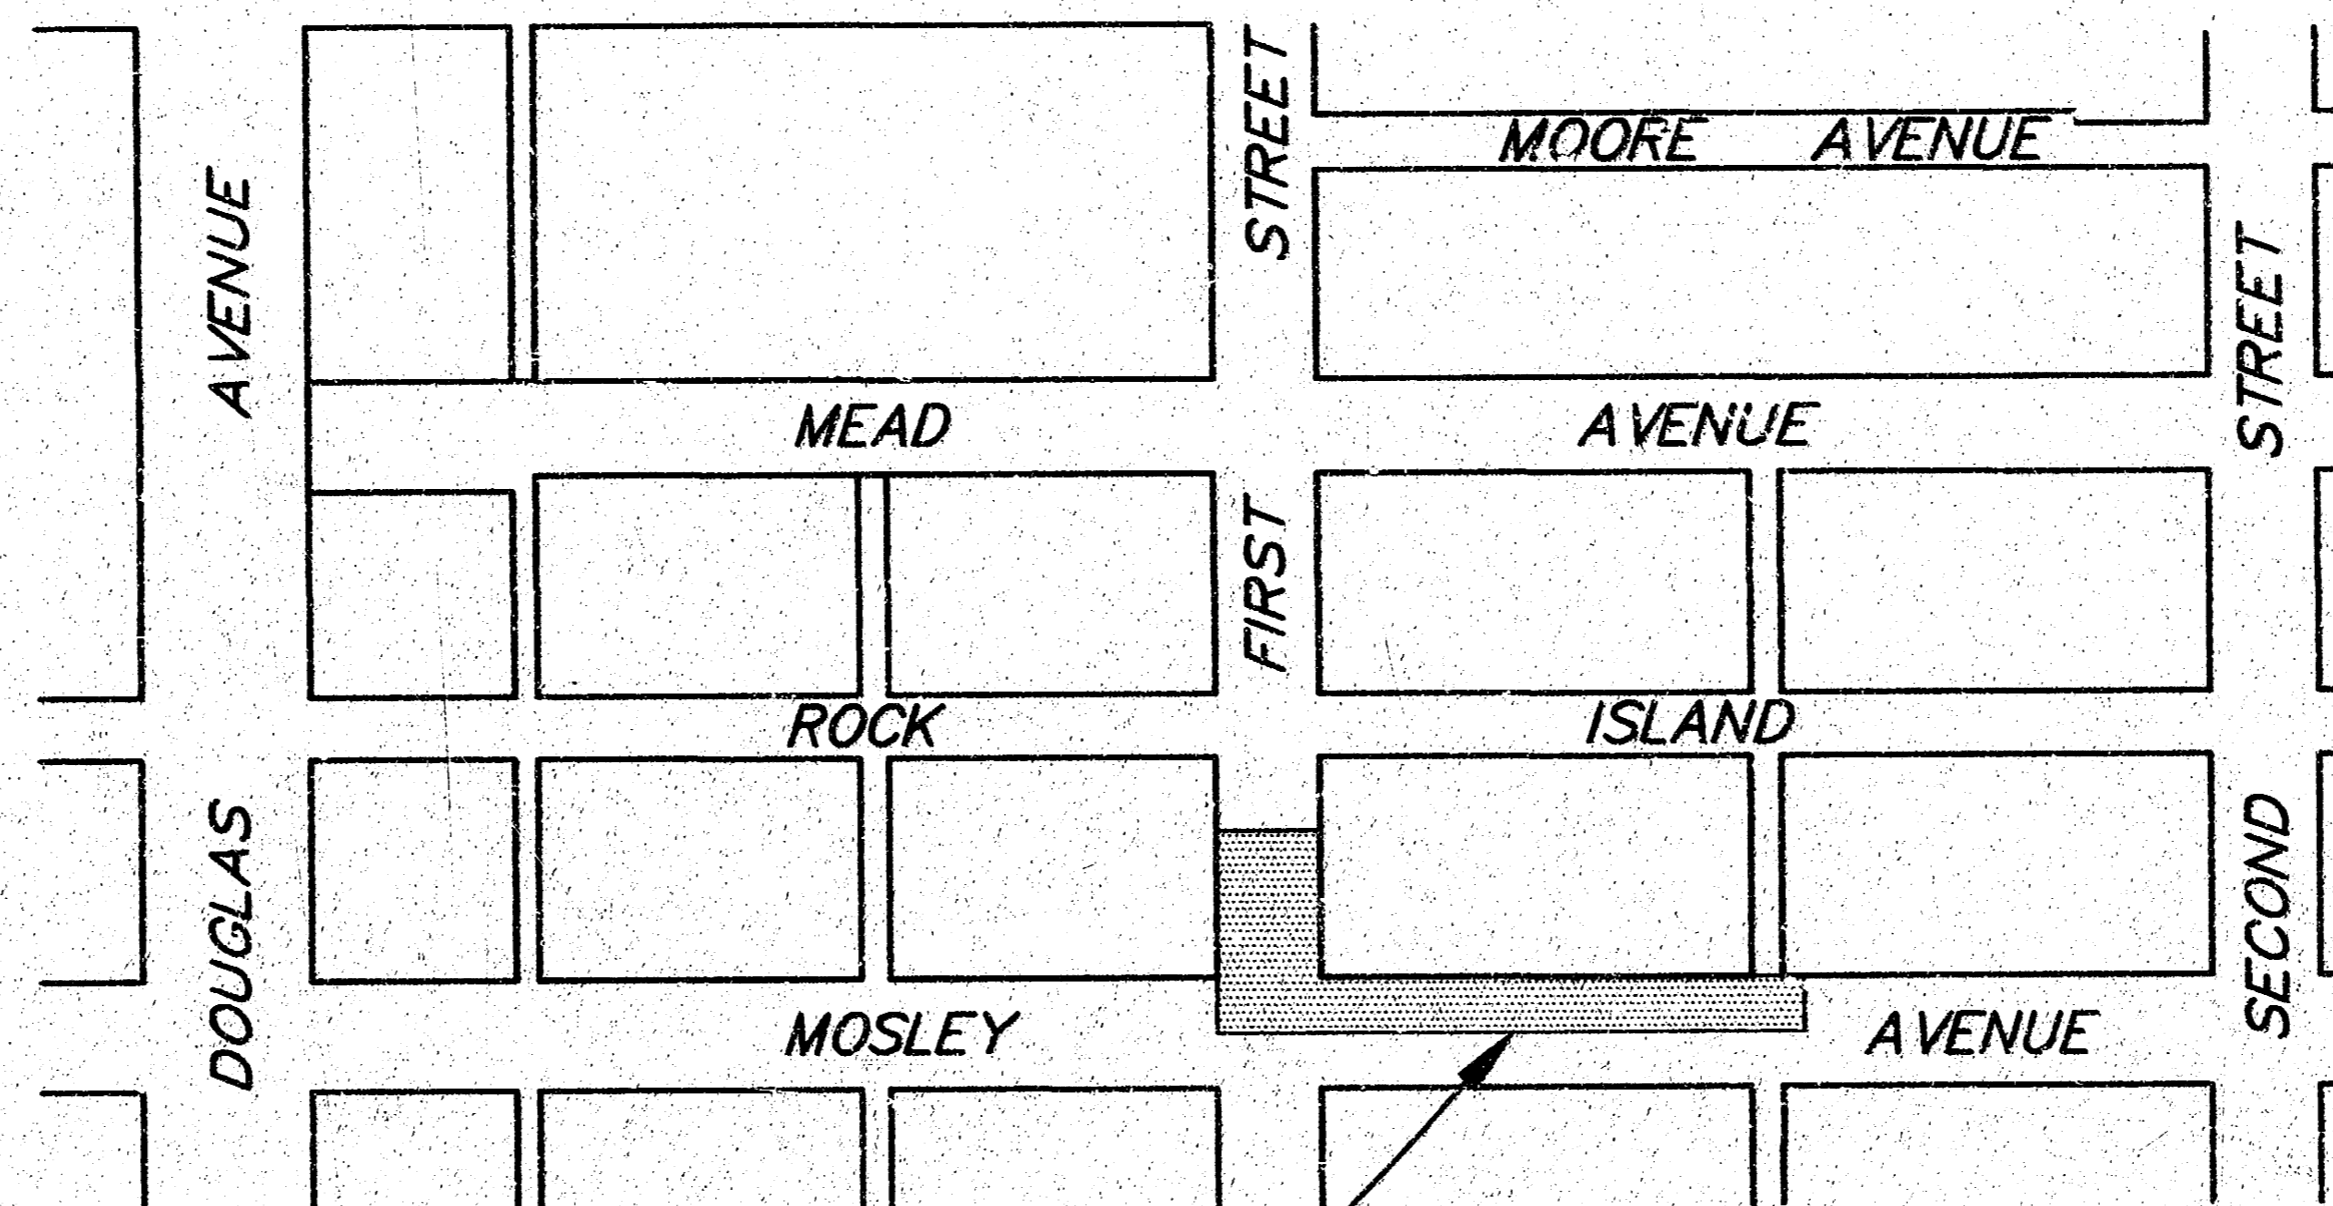 MOORE AVENUE
MEAD AVENUE
ROCK ISLAND
MOSLEY AVENUE
DOUGLAS AVENUE
FIRST STREET
SECOND STREET